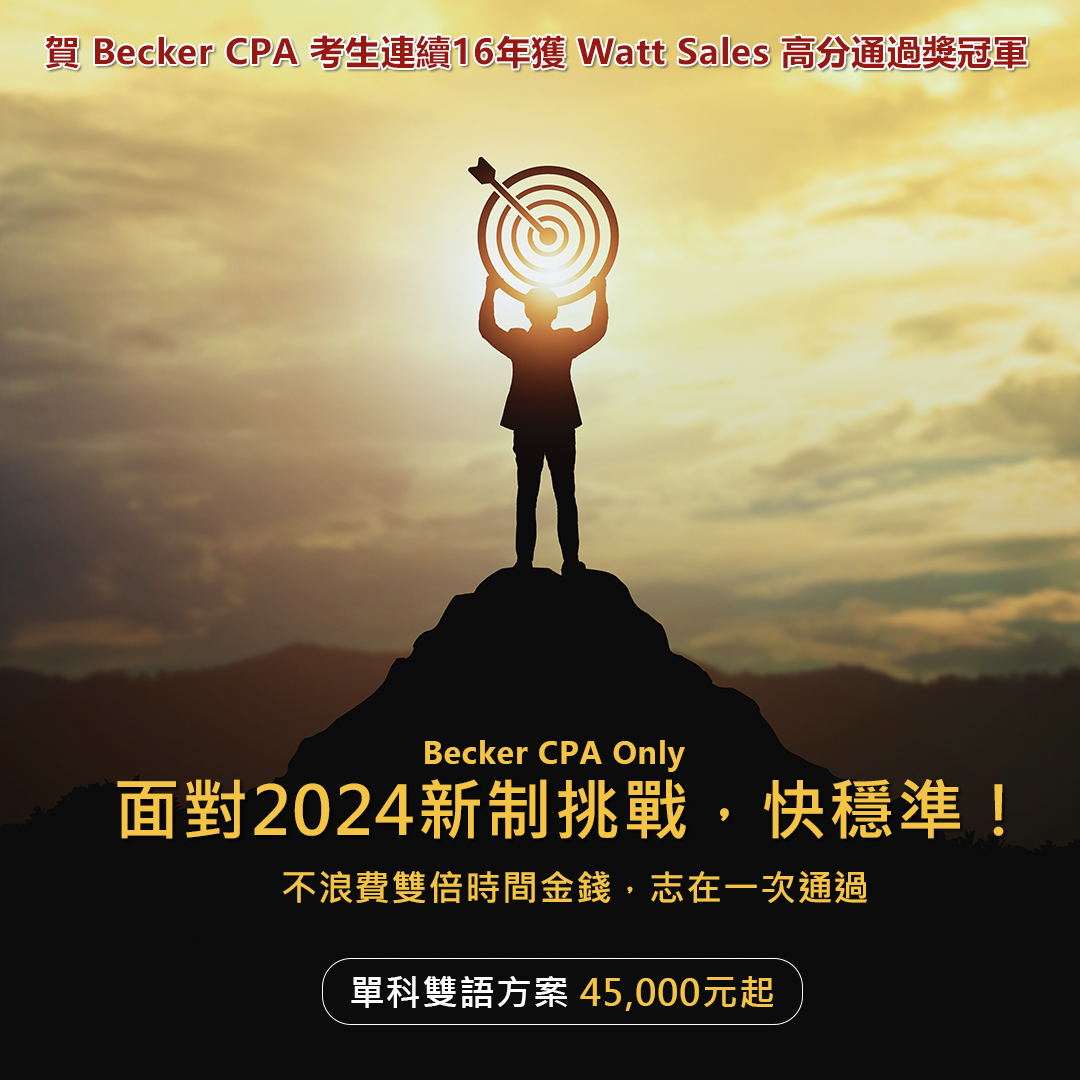 賀 Becker CPA 考生連續16年獲 Watt Sales 高分通過獎冠軍
Becker CPA Only
面對2024新制挑戰，快穩準！
不浪費雙倍時間金錢，志在一次通過
單科雙語方案 45,000元起